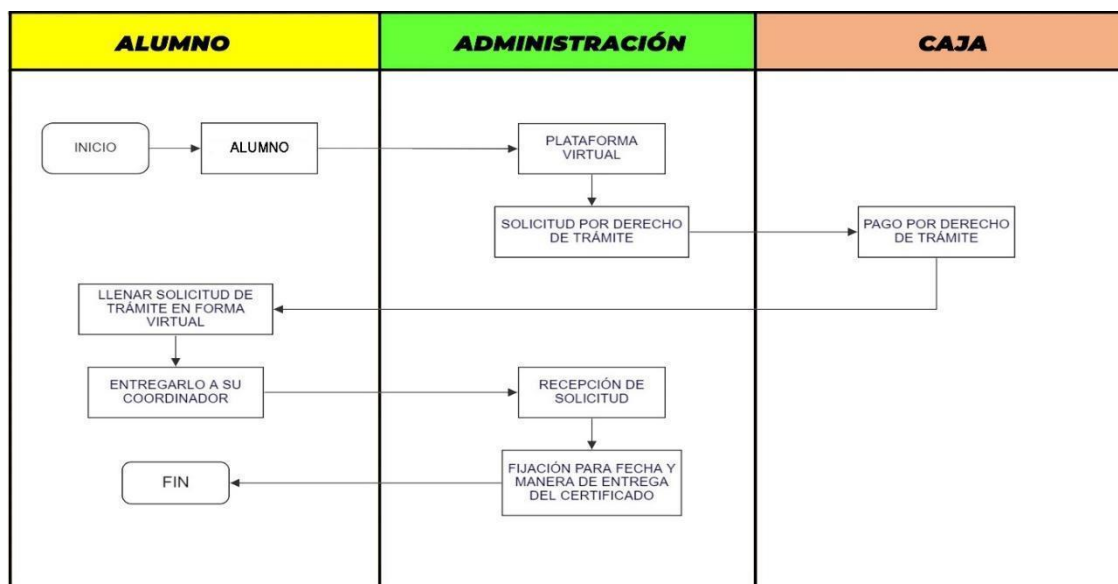 ALUMNO
ADMINISTRACIÓN
CAJA
INICIO
ALUMNO
PLATAFORMA
VIRTUAL
SOLICITUD POR DERECHO
DE TRÁMITE
PAGO POR DERECHO
DE TRÁMITE
LLENAR SOLICITUD DE
TRÁMITE EN FORMA
VIRTUAL
ENTREGARLO A SU
COORDINADOR
RECEPCIÓN DE
SOLICITUD
FIJACIÓN PARA FECHA Y
MANERA DE ENTREGA
DEL CERTIFICADO
FIN